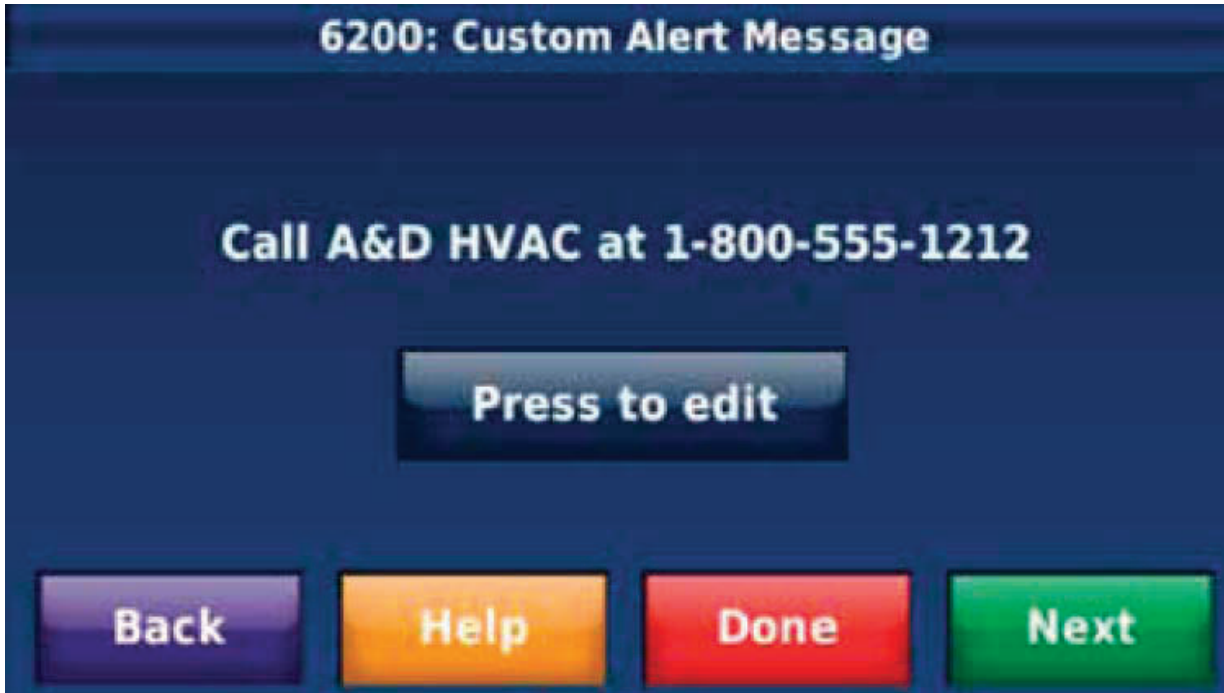 6200: Custom Alert Message
Call A&D HVAC at 1-800-555-1212
Press to edit
Back Help Done Next